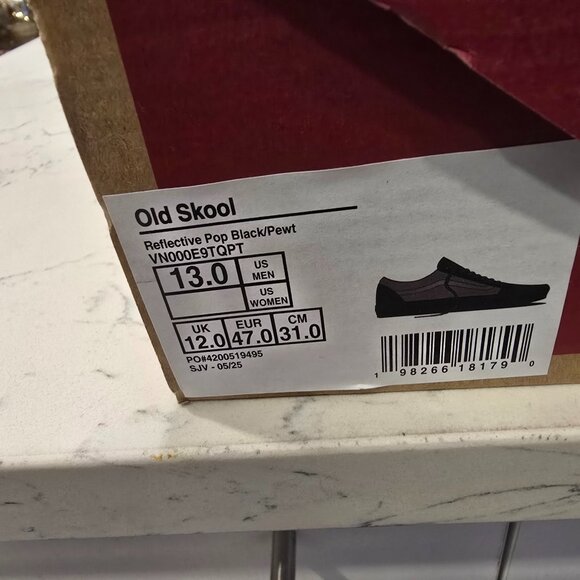 Old Skool
Reflective Pop Black/Pewt
VN000E9TQPT
13.0 US MEN
US WOMEN
UK 12.0 EUR 47.0 CM 31.0
PO#4200519495
SJV - 05/25
1 98266 18179 0